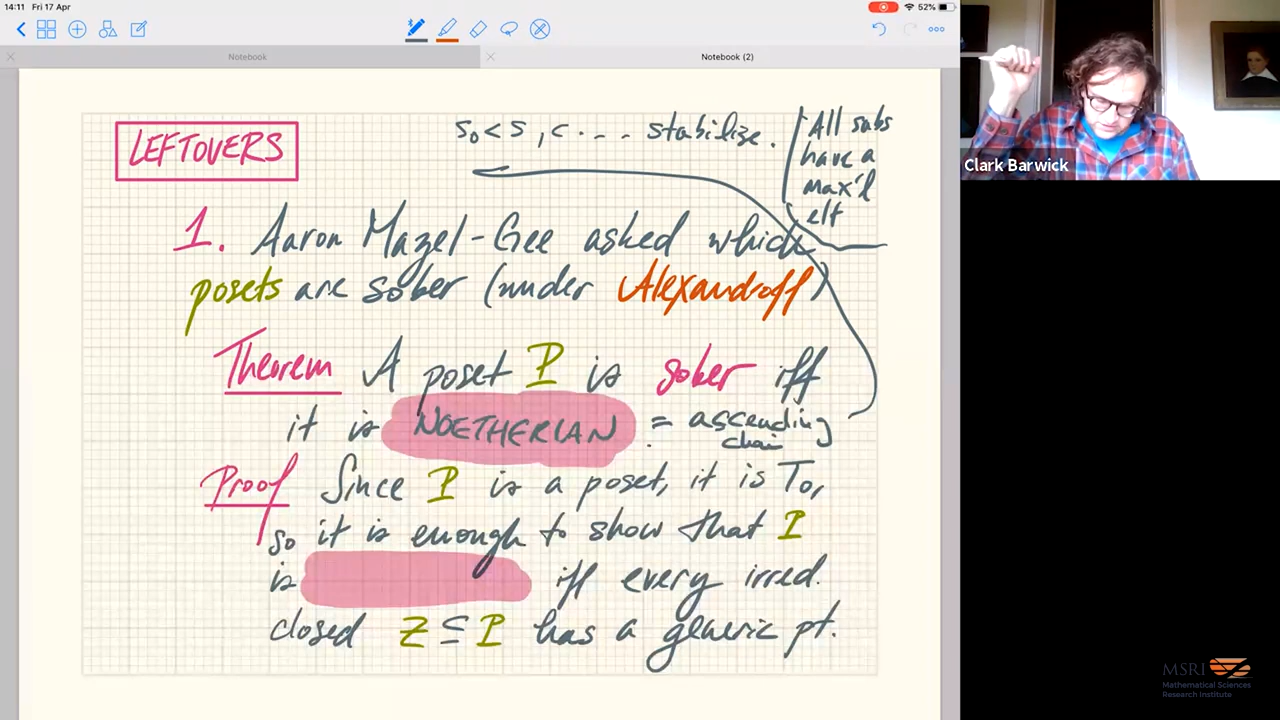 14:11 Fri 17 Apr
52%
Notebook
Notebook (2)
LEFTOVERS
s₀ < s₁ < ... stabilize.
All subs
have a
max'l
elt
1. Aaron Mazel-Gee asked which
posets are sober (under Alexandroff)
Theorem A poset P is sober iff
it is NOETHERIAN = ascending
chain
Proof Since P is a poset, it is T₀,
so it is enough to show that P
is iff every irred.
closed Z ⊆ P has a generic pt.
Clark Barwick
MSRI
Mathematical Sciences
Research Institute